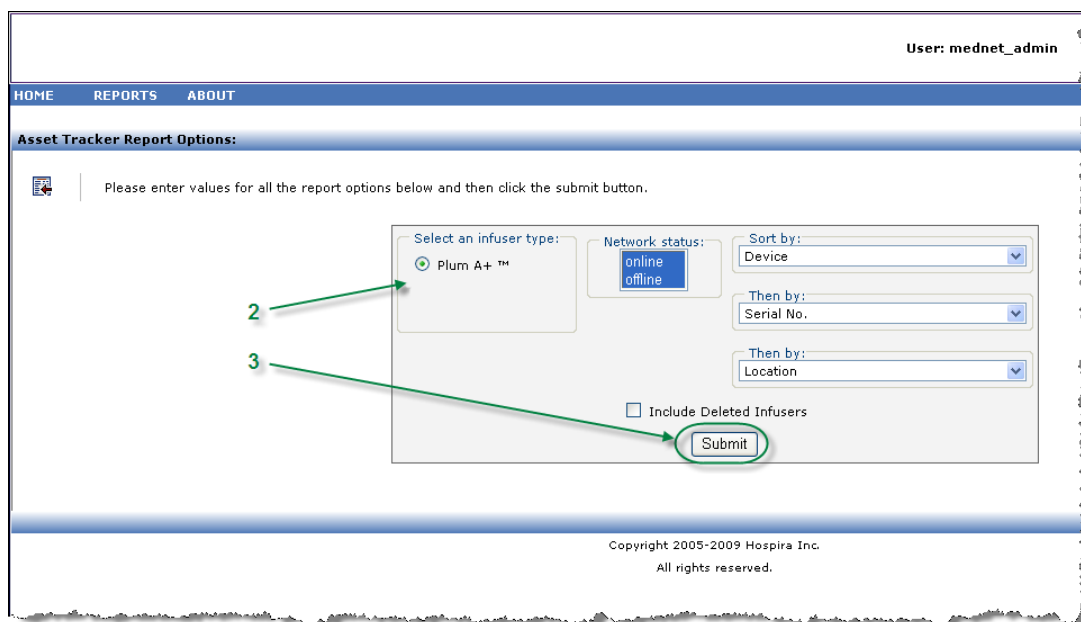 User: mednet_admin
HOME REPORTS ABOUT
Asset Tracker Report Options:
Please enter values for all the report options below and then click the submit button.
Select an infuser type:
Plum A+ ™
Network status:
online
offline
Sort by:
Device
Then by:
Serial No.
Then by:
Location
2
3
Include Deleted Infusers
Submit
Copyright 2005-2009 Hospira Inc.
All rights reserved.